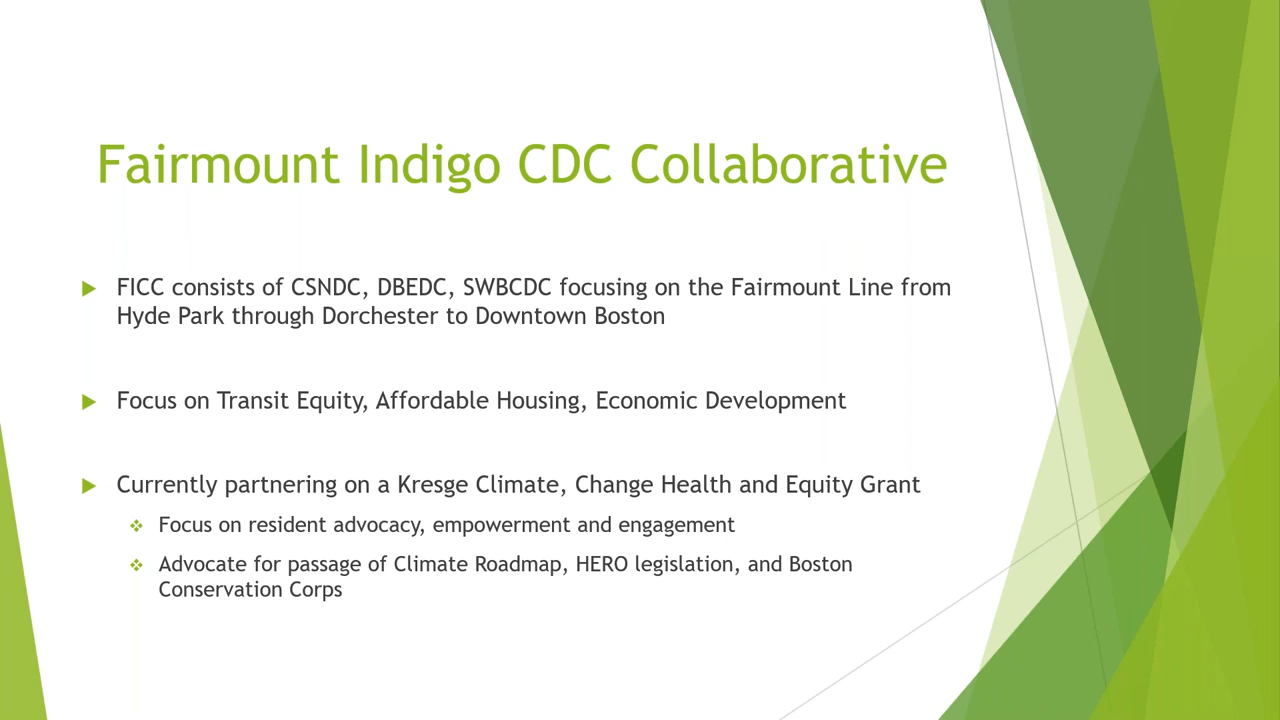 Fairmount Indigo CDC Collaborative
FICC consists of CSNDC, DBEDC, SWBCDC focusing on the Fairmount Line from
Hyde Park through Dorchester to Downtown Boston
Focus on Transit Equity, Affordable Housing, Economic Development
Currently partnering on a Kresge Climate, Change Health and Equity Grant
Focus on resident advocacy, empowerment and engagement
Advocate for passage of Climate Roadmap, HERO legislation, and Boston
Conservation Corps